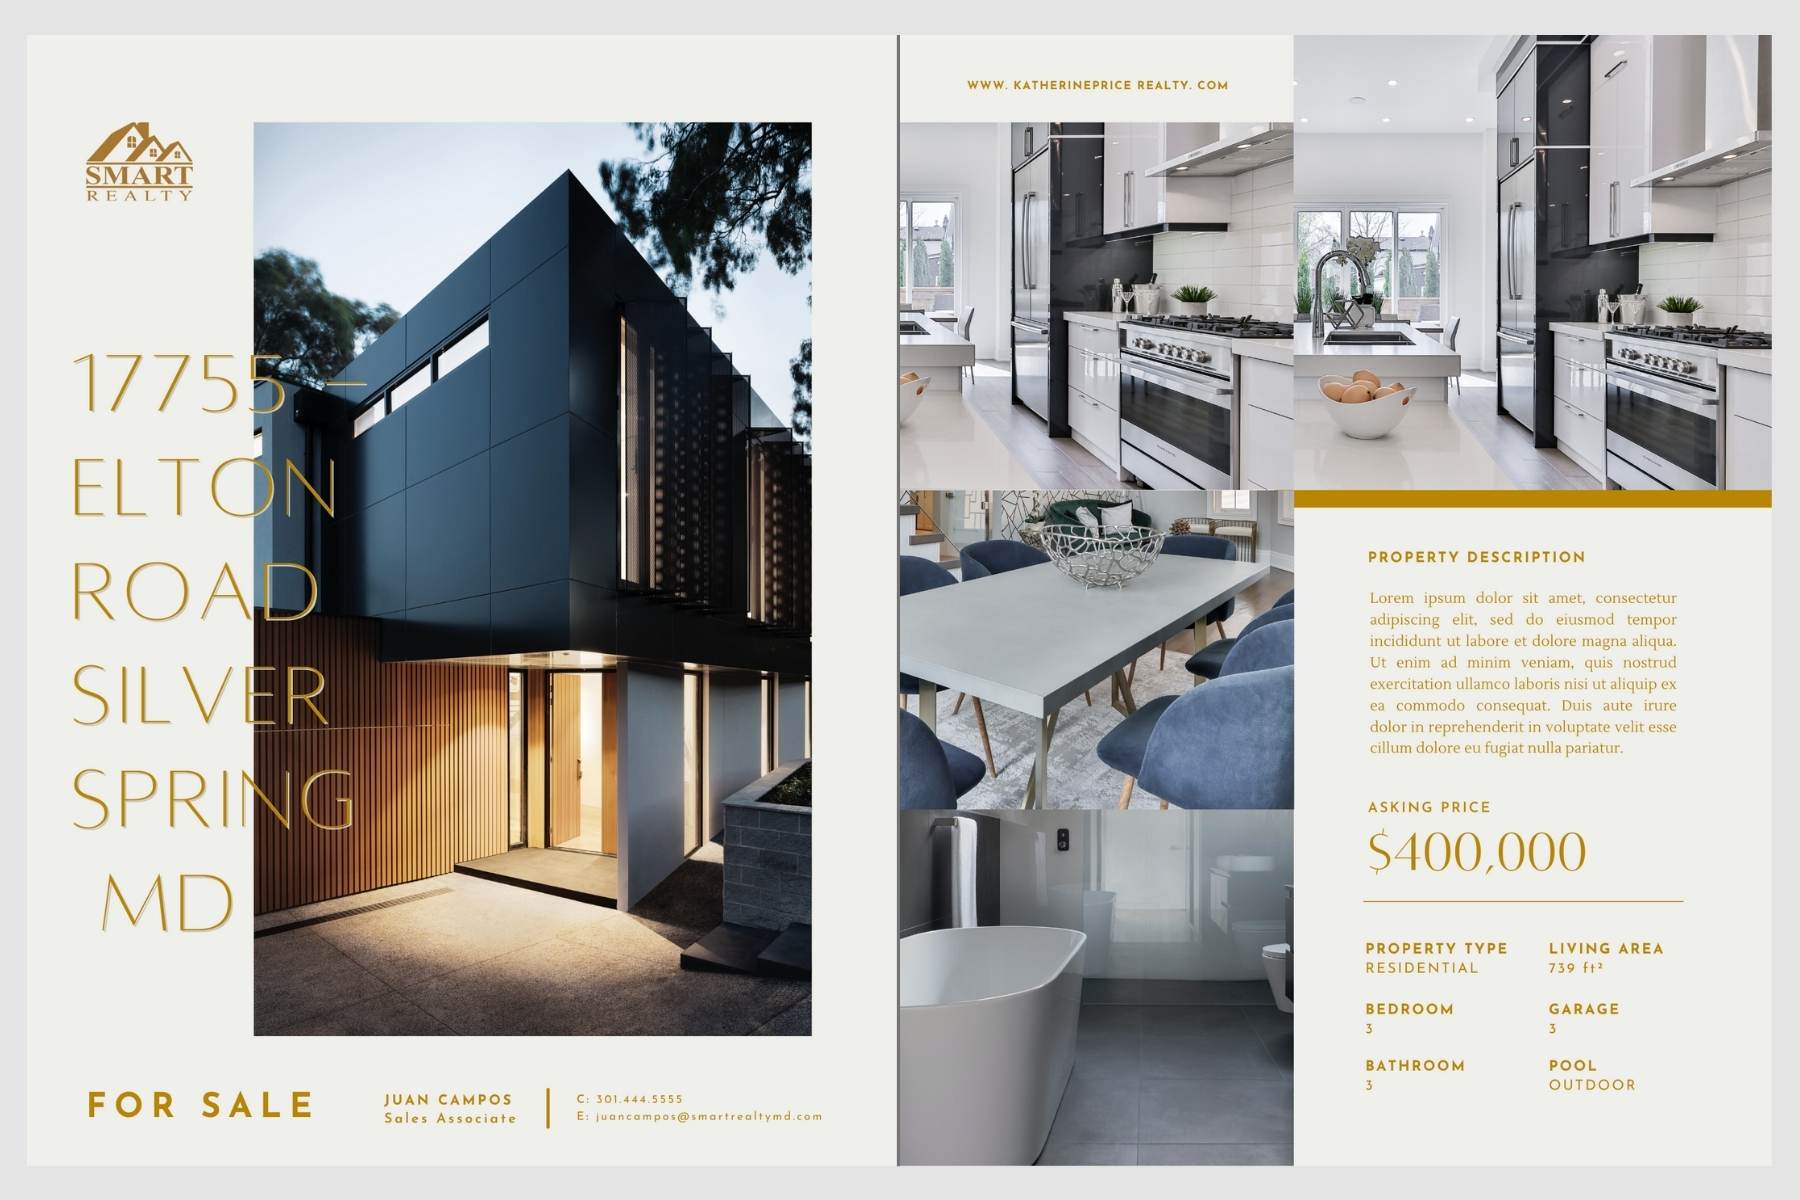 SMART
REALTY
17755 –
ELTON
ROAD
SILVER
SPRING
MD
FOR SALE
JUAN CAMPOS
Sales Associate
C: 301.444.5555
E: juancampos@smartrealtymd.com
WWW. KATHERINEPRICE REALTY. COM
PROPERTY DESCRIPTION
Lorem ipsum dolor sit amet, consectetur
adipiscing elit, sed do eiusmod tempor
incididunt ut labore et dolore magna aliqua.
Ut enim ad minim veniam, quis nostrud
exercitation ullamco laboris nisi ut aliquip ex
ea commodo consequat. Duis aute irure
dolor in reprehenderit in voluptate velit esse
cillum dolore eu fugiat nulla pariatur.
ASKING PRICE
$400,000
PROPERTY TYPE
RESIDENTIAL
LIVING AREA
739 ft²
BEDROOM
3
GARAGE
3
BATHROOM
3
POOL
OUTDOOR